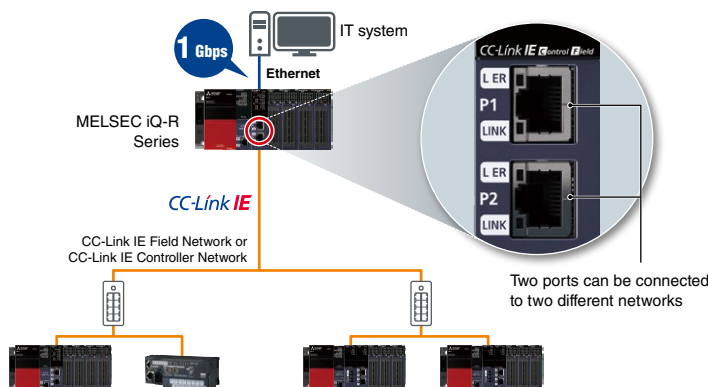 1 Gbps
IT system
Ethernet
MELSEC iQ-R
Series
CC-Link IE
CC-Link IE Field Network or
CC-Link IE Controller Network
CC-Link IE Control Field
L ER
P1
LINK
L ER
P2
LINK
Two ports can be connected
to two different networks